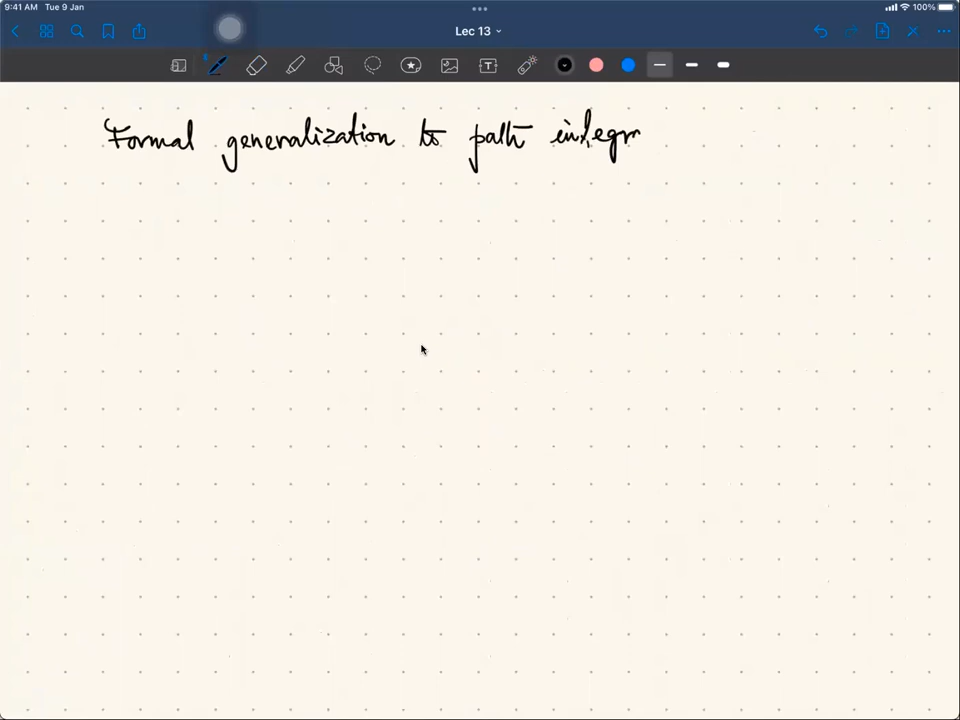 9:41 AM Tue 9 Jan
100%
Lec 13
Formal generalization to path integr